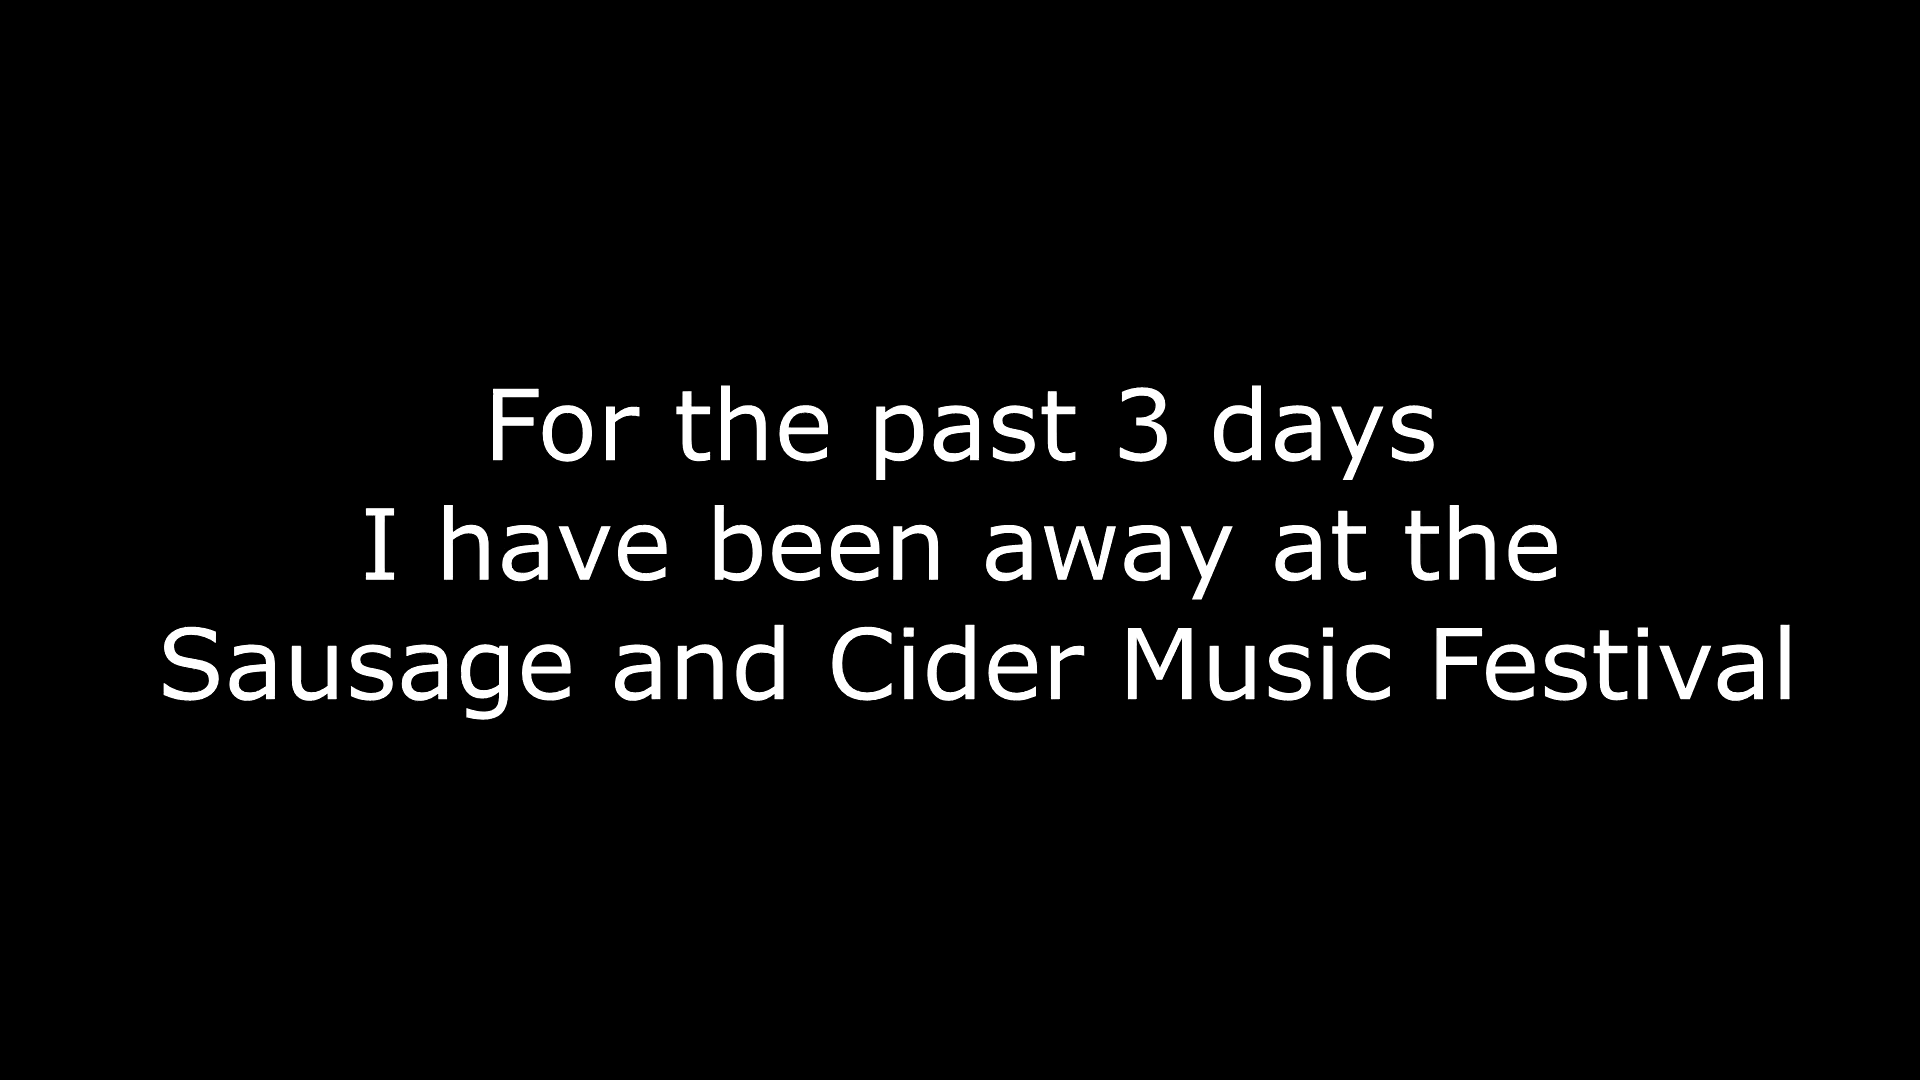 For the past 3 days
I have been away at the
Sausage and Cider Music Festival